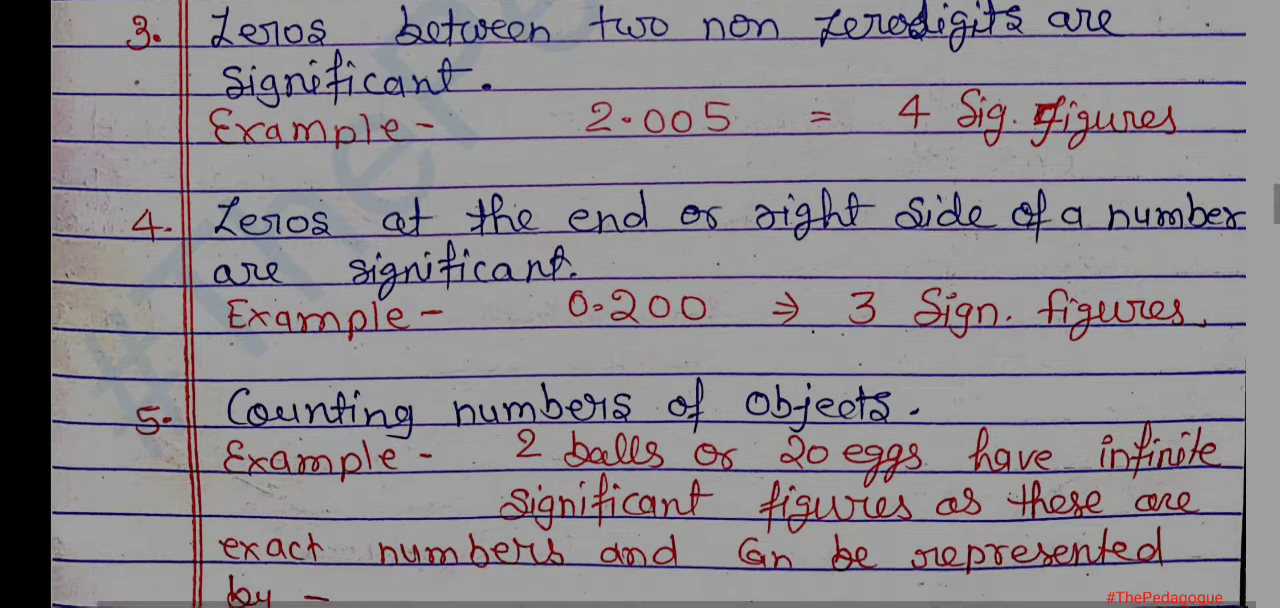 3. Zeros between two non zerodigits are
significant.
Example - 2.005 = 4 Sig. Figures
4. Zeros at the end or right side of a number
are significant.
Example - 0.200 ⇒ 3 Sign. figures.
5. Counting numbers of objects.
Example - 2 balls or 20 eggs have infinite
significant figures as these are
exact numbers and can be represented
by -
#ThePedagogue